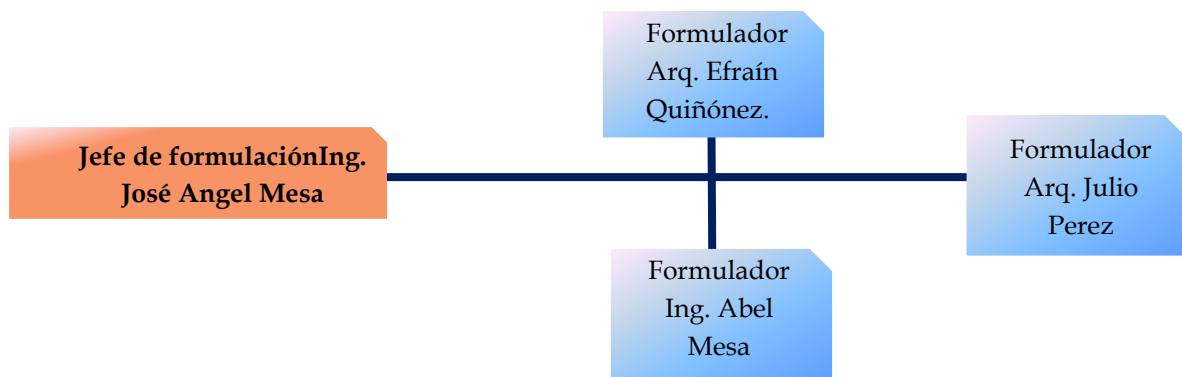 Formulador
Arq. Efraín
Quiñónez.
Jefe de formulaciónIng.
José Angel Mesa
Formulador
Arq. Julio
Perez
Formulador
Ing. Abel
Mesa